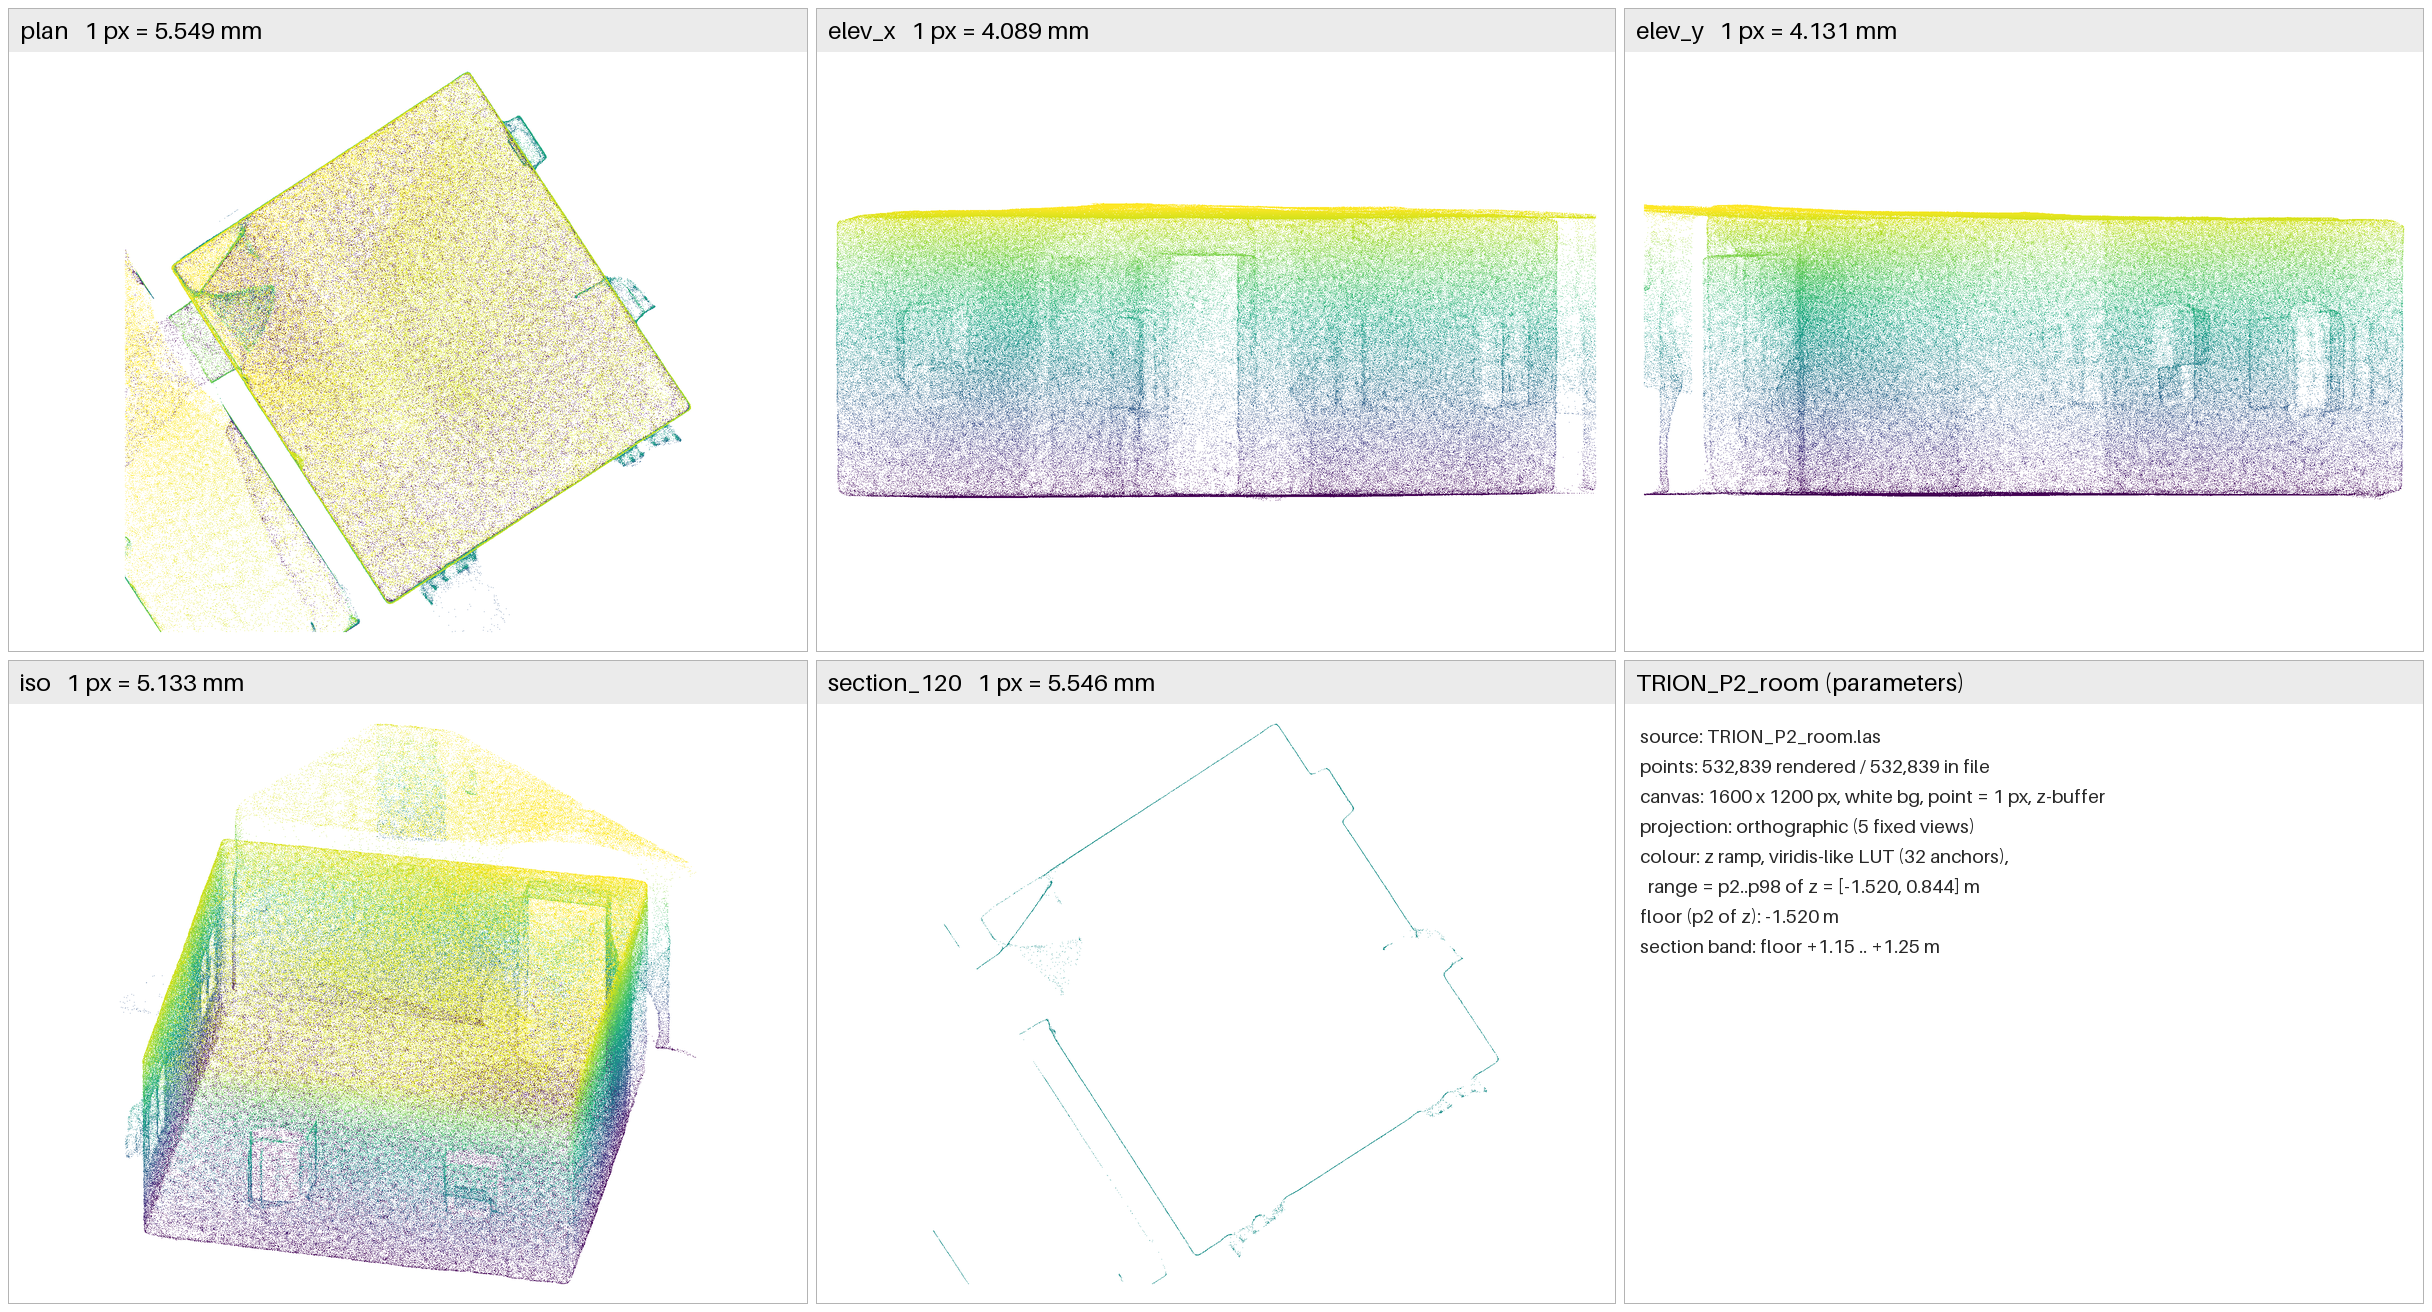 plan 1 px = 5.549 mm
elev_x 1 px = 4.089 mm
elev_y 1 px = 4.131 mm
iso 1 px = 5.133 mm
section_120 1 px = 5.546 mm
TRION_P2_room (parameters)
source: TRION_P2_room.las
points: 532,839 rendered / 532,839 in file
canvas: 1600 x 1200 px, white bg, point = 1 px, z-buffer
projection: orthographic (5 fixed views)
colour: z ramp, viridis-like LUT (32 anchors),
range = p2..p98 of z = [-1.520, 0.844] m
floor (p2 of z): -1.520 m
section band: floor +1.15 .. +1.25 m